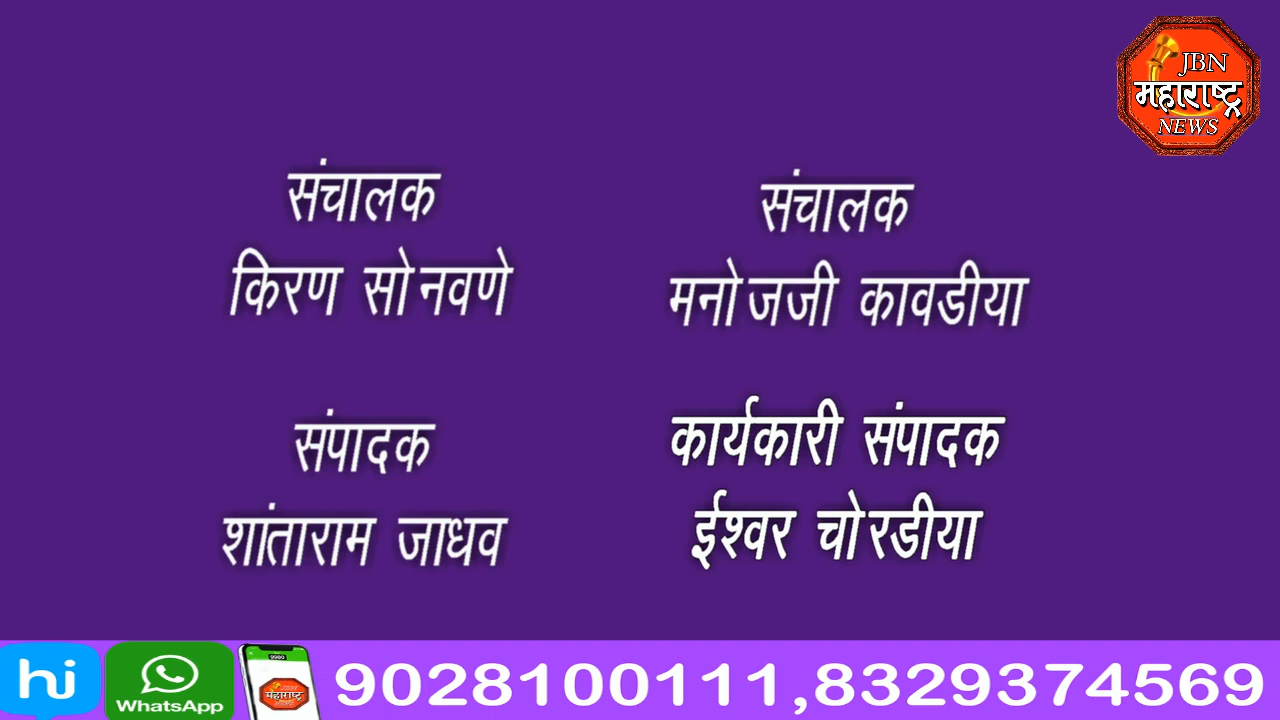 JBN
महाराष्ट्र
NEWS
संचालक
किरण सोनवणे
संचालक
मनोजजी कावडीया
संपादक
शांताराम जाधव
कार्यकारी संपादक
ईश्वर चोरडीया
hi
WhatsApp
महाराष्ट्र
9028100111,8329374569